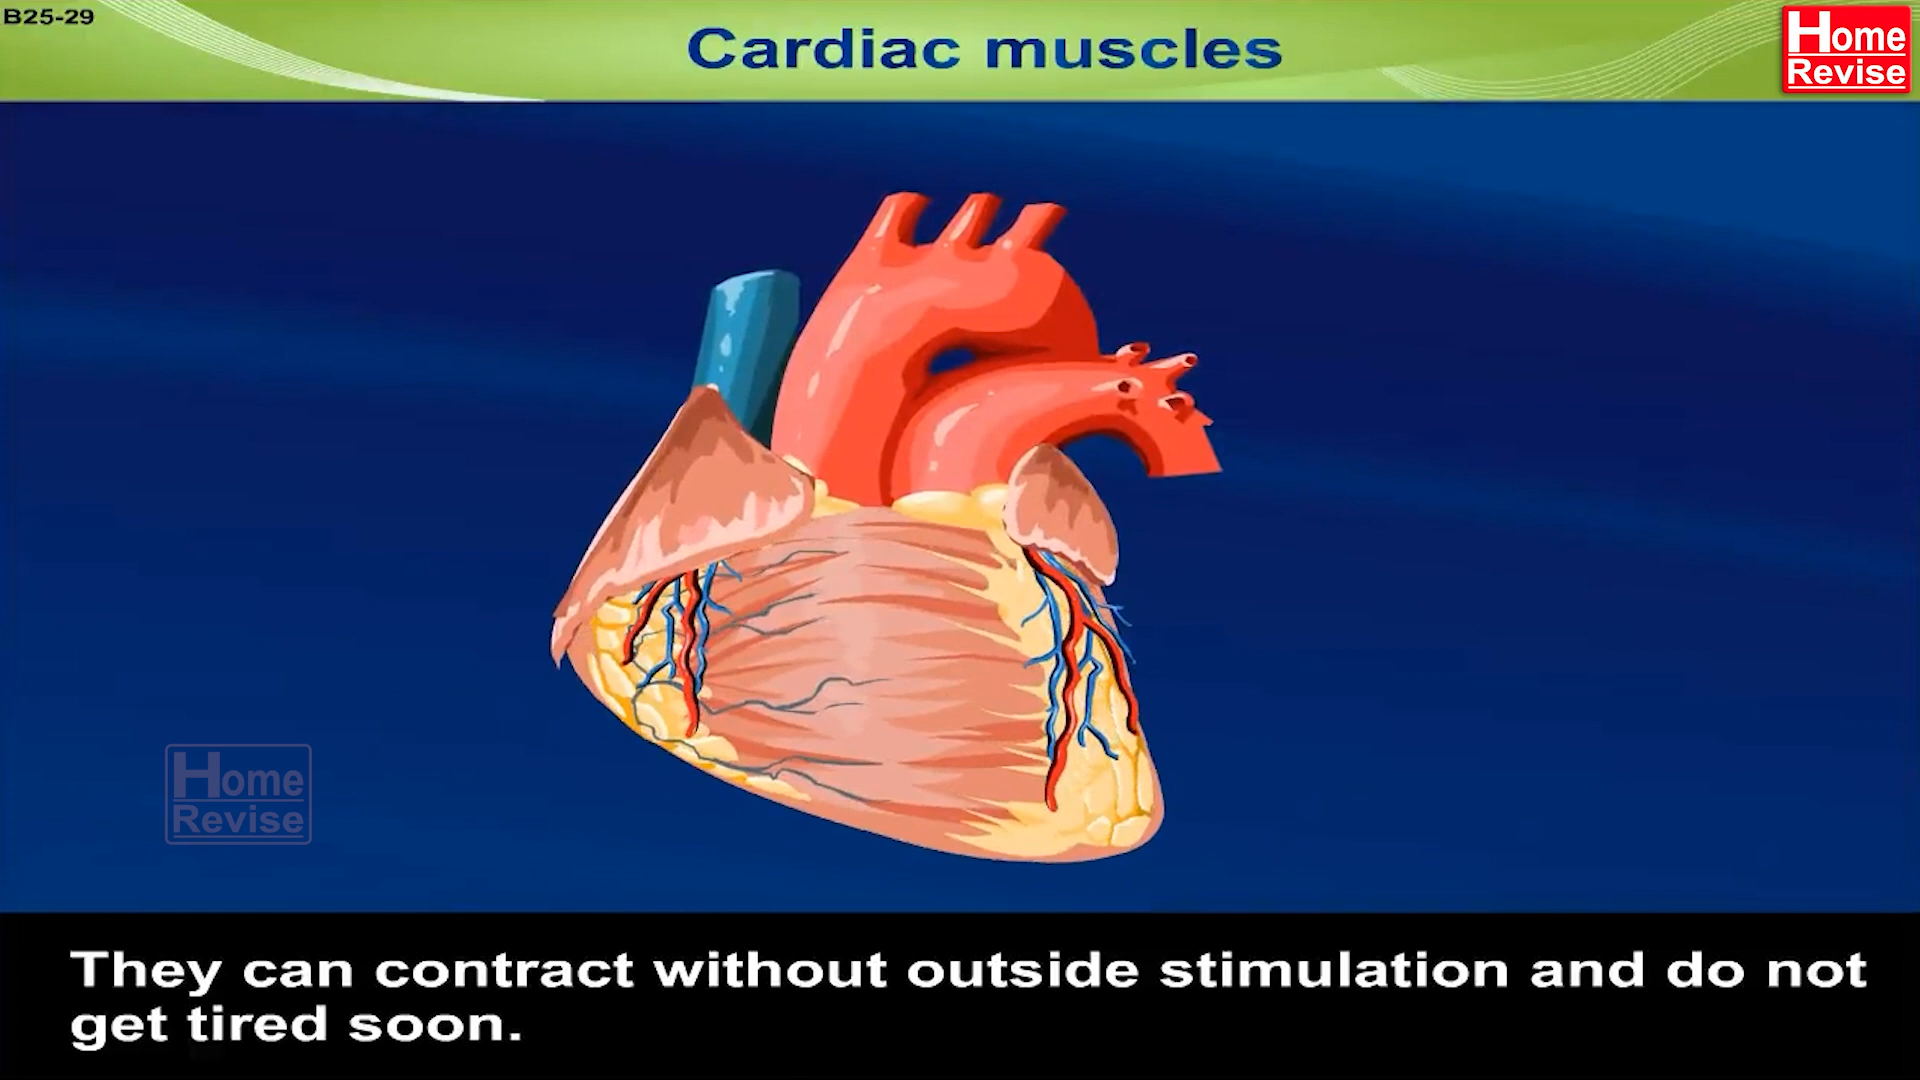 B25-29
Cardiac muscles
Home
Revise
Home
Revise
They can contract without outside stimulation and do not
get tired soon.